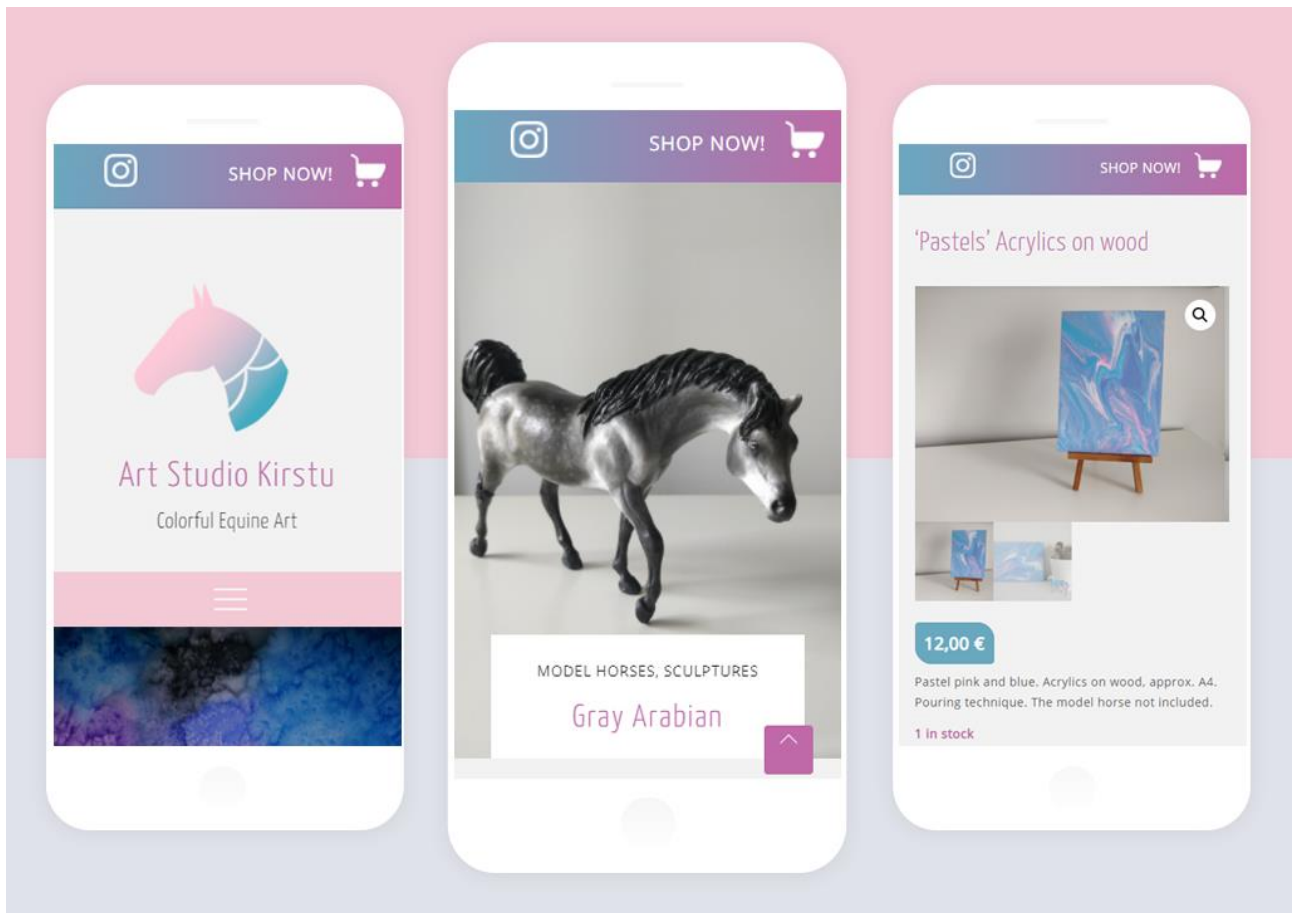 SHOP NOW!
Art Studio Kirstu
Colorful Equine Art
SHOP NOW!
MODEL HORSES, SCULPTURES
Gray Arabian
SHOP NOW!
‘Pastels’ Acrylics on wood
12,00 €
Pastel pink and blue. Acrylics on wood, approx. A4.
Pouring technique. The model horse not included.
1 in stock